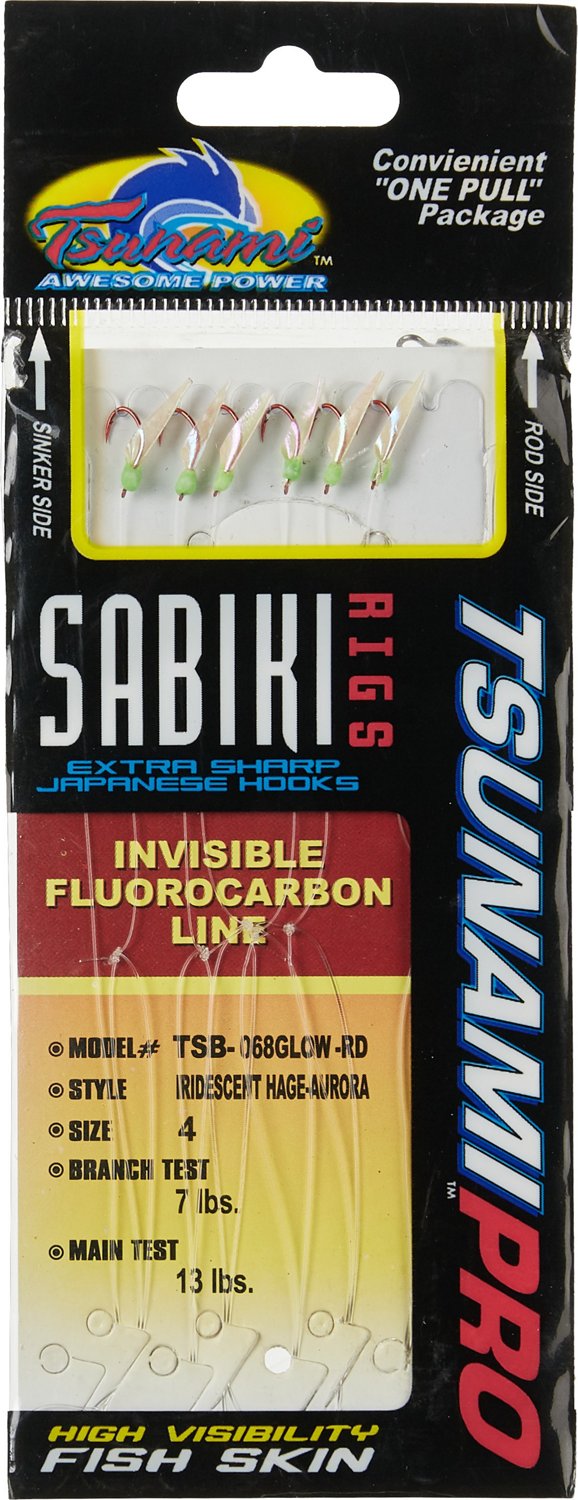 Tsunami™
AWESOME POWER
Convienient
"ONE PULL"
Package
SINKER SIDE
ROD SIDE
SABIKI
RIGS
EXTRA SHARP
JAPANESE HOOKS
TSUNAMI PRO™
INVISIBLE
FLUOROCARBON
LINE
MODEL# TSB-068GLOW-RD
STYLE IRIDESCENT HAGE-AURORA
SIZE 4
BRANCH TEST
7 lbs.
MAIN TEST
13 lbs.
HIGH VISIBILITY
FISH SKIN